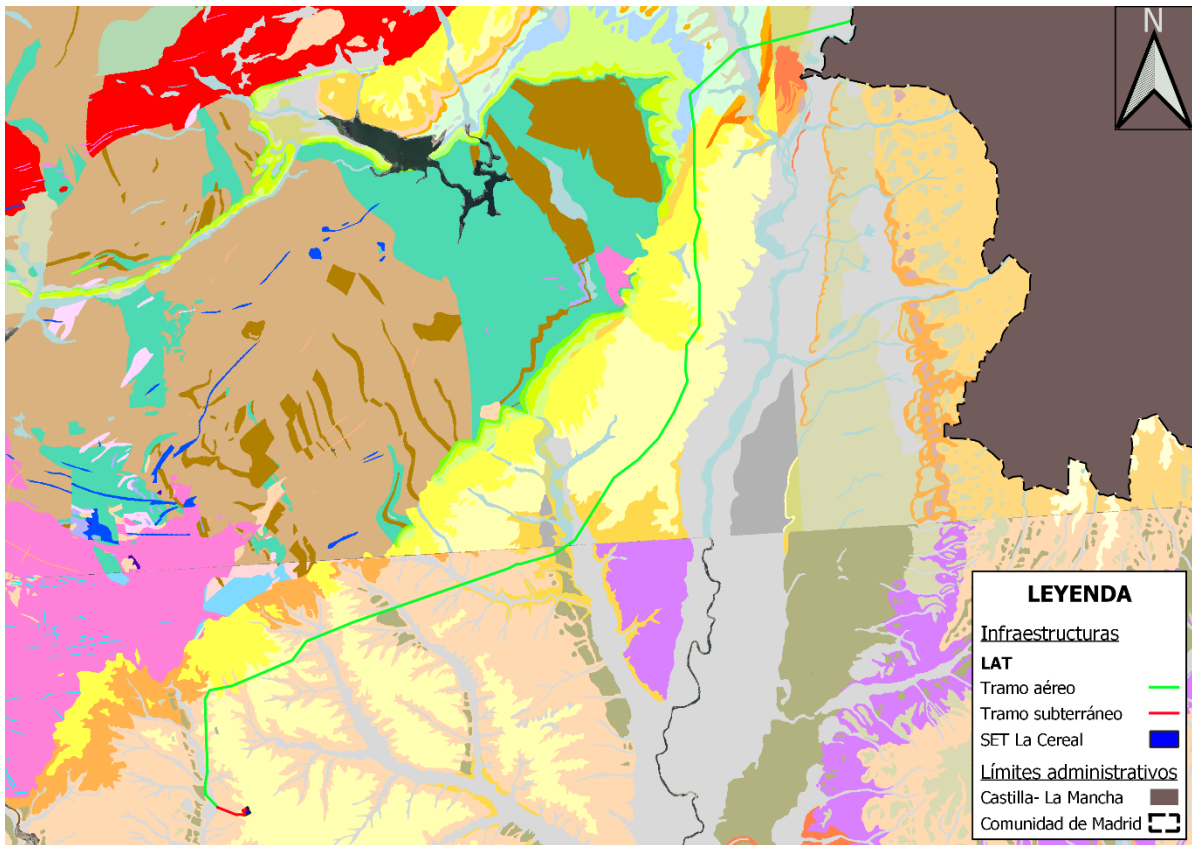 N
LEYENDA
Infraestructuras
LAT
Tramo aéreo
Tramo subterráneo
SET La Cereal
Límites administrativos
Castilla- La Mancha
Comunidad de Madrid